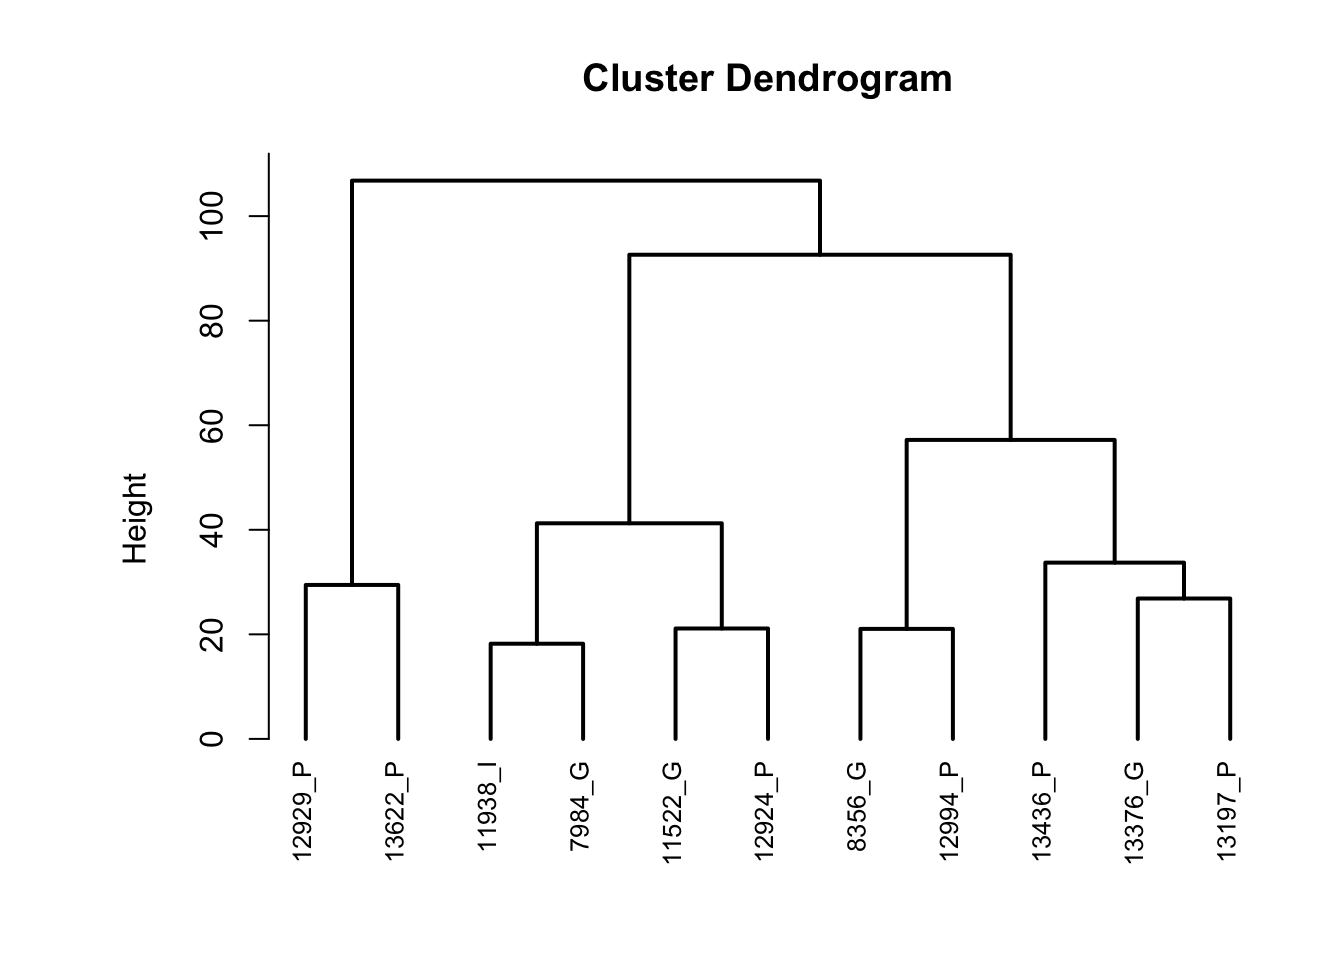 Cluster Dendrogram
Height
100
80
60
40
20
0
12929_P
13622_P
11938_I
7984_G
11522_G
12924_P
8356_G
12994_P
13436_P
13376_G
13197_P